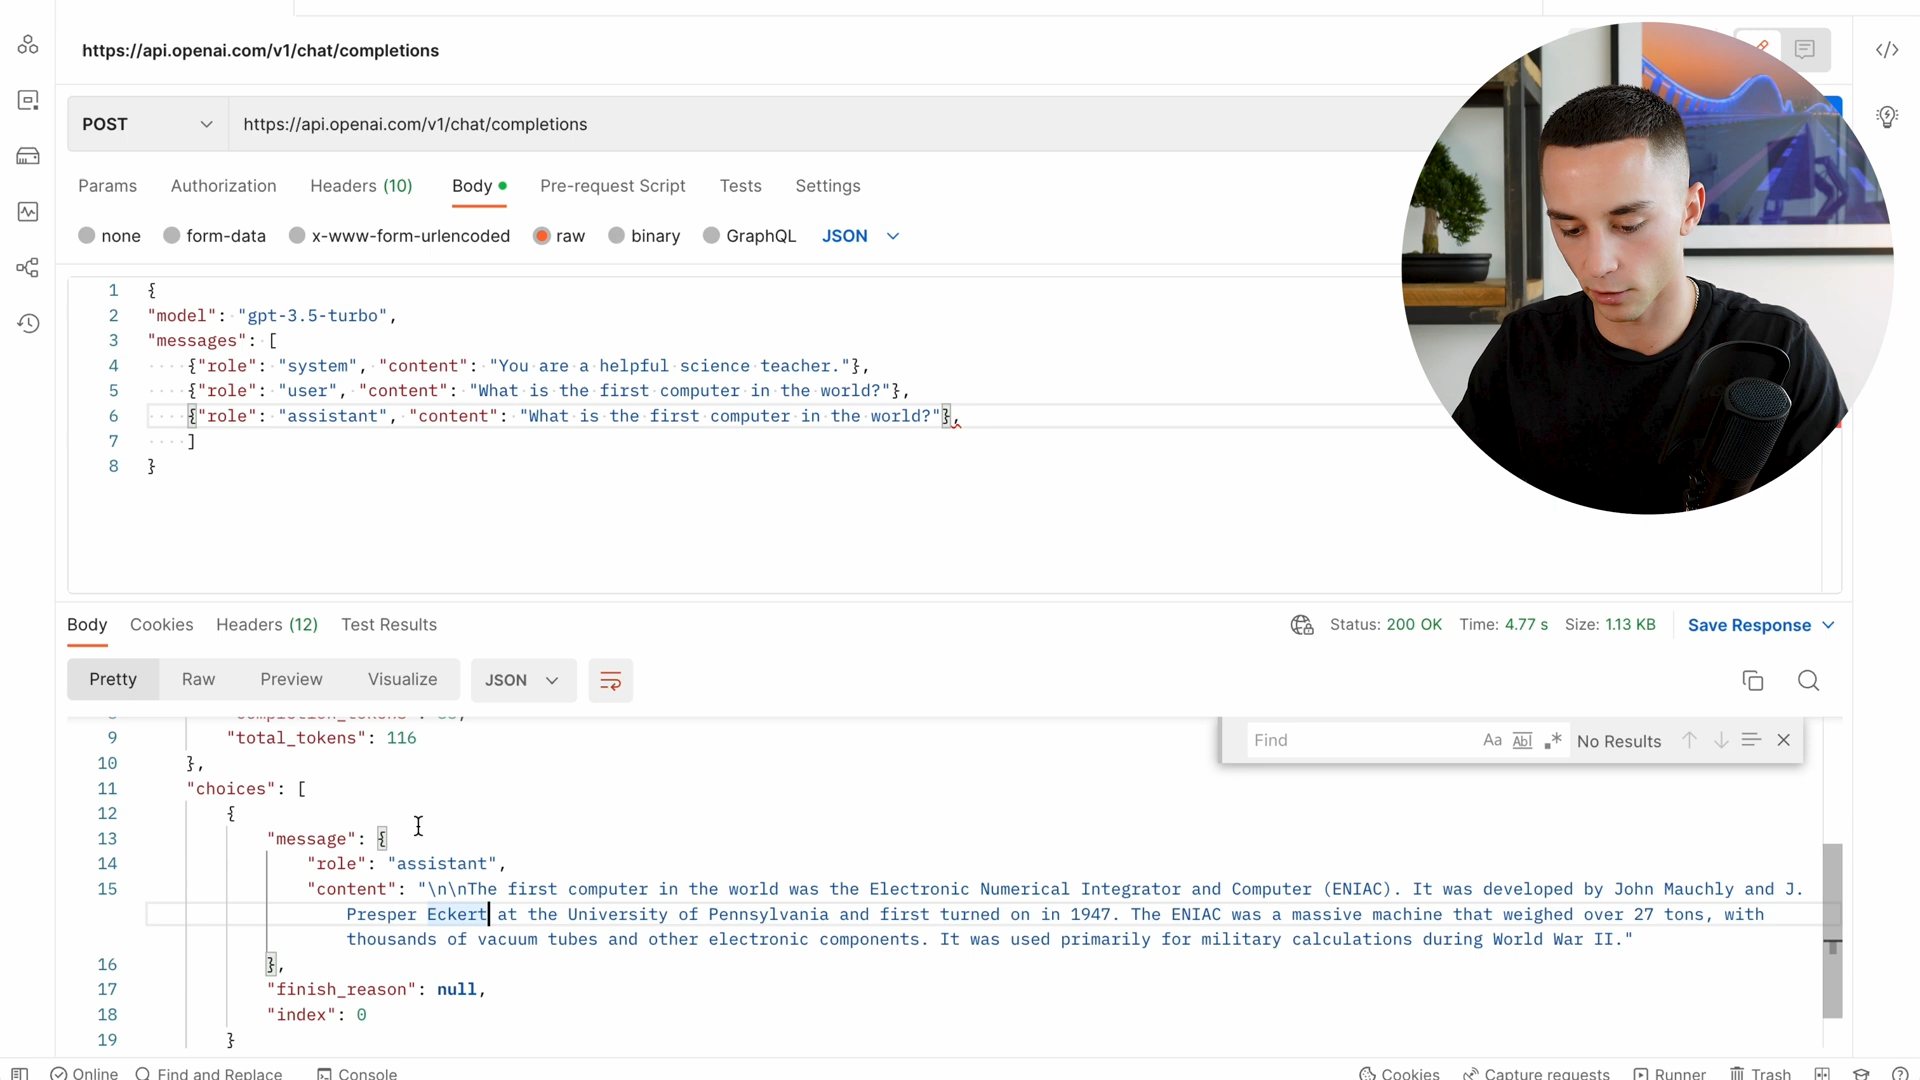 https://api.openai.com/v1/chat/completions
POST
https://api.openai.com/v1/chat/completions
Params Authorization Headers (10) Body Pre-request Script Tests Settings
none form-data x-www-form-urlencoded raw binary GraphQL JSON
1 {
2 "model": "gpt-3.5-turbo",
3 "messages": [
4 {"role": "system", "content": "You are a helpful science teacher."},
5 {"role": "user", "content": "What is the first computer in the world?"},
6 {"role": "assistant", "content": "What is the first computer in the world?"},
7 ]
8 }
Body Cookies Headers (12) Test Results
Status: 200 OK Time: 4.77 s Size: 1.13 KB Save Response
Pretty Raw Preview Visualize JSON
Find Aa Abl .* No Results
9 "total_tokens": 116
10 },
11 "choices": [
12 {
13 "message": {
14 "role": "assistant",
15 "content": "\n\nThe first computer in the world was the Electronic Numerical Integrator and Computer (ENIAC). It was developed by John Mauchly and J.
Presper Eckert at the University of Pennsylvania and first turned on in 1947. The ENIAC was a massive machine that weighed over 27 tons, with
thousands of vacuum tubes and other electronic components. It was used primarily for military calculations during World War II."
16 },
17 "finish_reason": null,
18 "index": 0
19 }
Online Find and Replace Console Cookies Capture requests Runner Trash